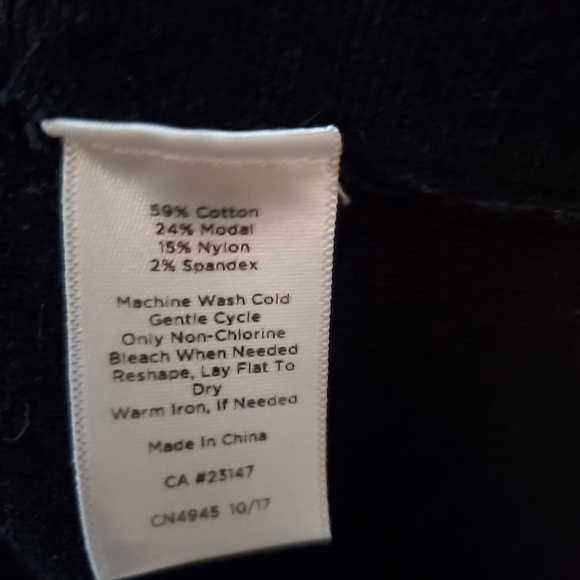 59% Cotton
24% Modal
15% Nylon
2% Spandex
Machine Wash Cold
Gentle Cycle
Only Non-Chlorine
Bleach When Needed
Reshape, Lay Flat To
Dry
Warm Iron, If Needed
Made In China
CA #23147
CN4945 10/17